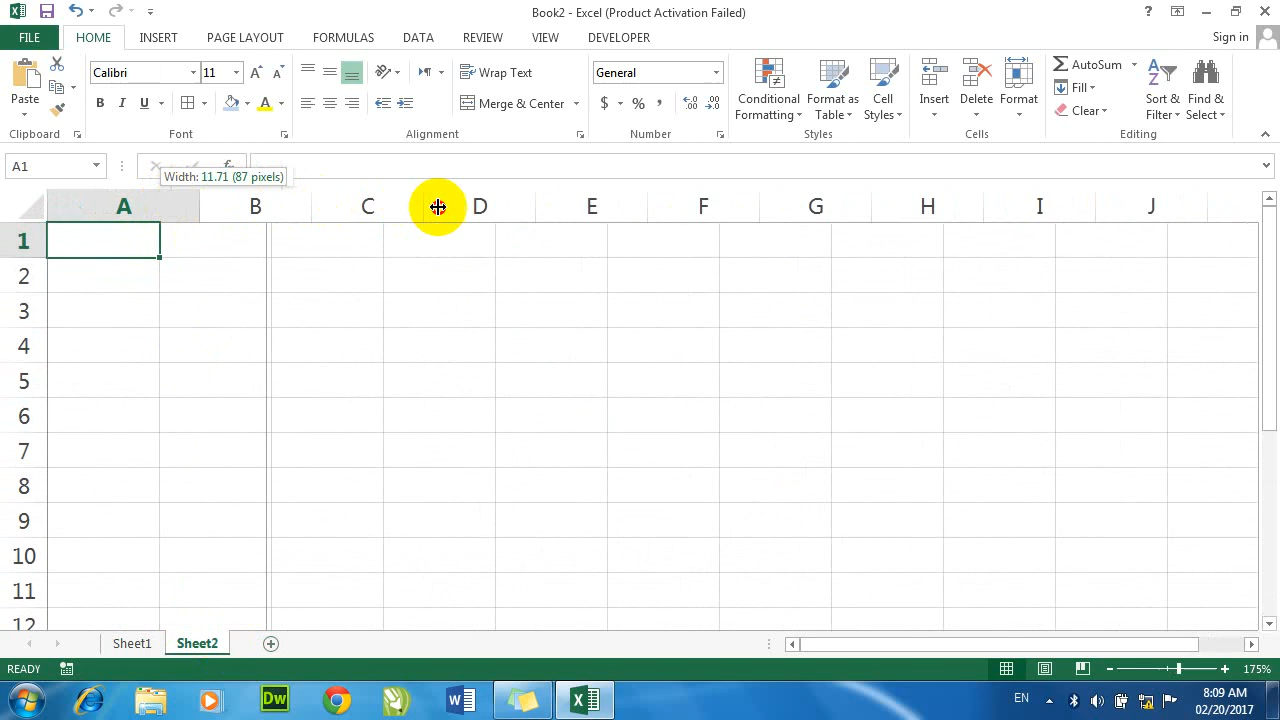 Book2 - Excel (Product Activation Failed)
FILE HOME INSERT PAGE LAYOUT FORMULAS DATA REVIEW VIEW DEVELOPER Sign in
Calibri 11 Wrap Text General AutoSum
Paste Conditional Format as Cell Insert Delete Format Fill Sort & Find &
B I U Merge & Center $ % , Formatting Table Styles Clear Filter Select
Clipboard Font Alignment Number Styles Cells Editing
A1 fx
Width: 11.71 (87 pixels)
A B C D E F G H I J
1
2
3
4
5
6
7
8
9
10
11
12
Sheet1 Sheet2
READY 175%
Dw W EN 8:09 AM
02/20/2017